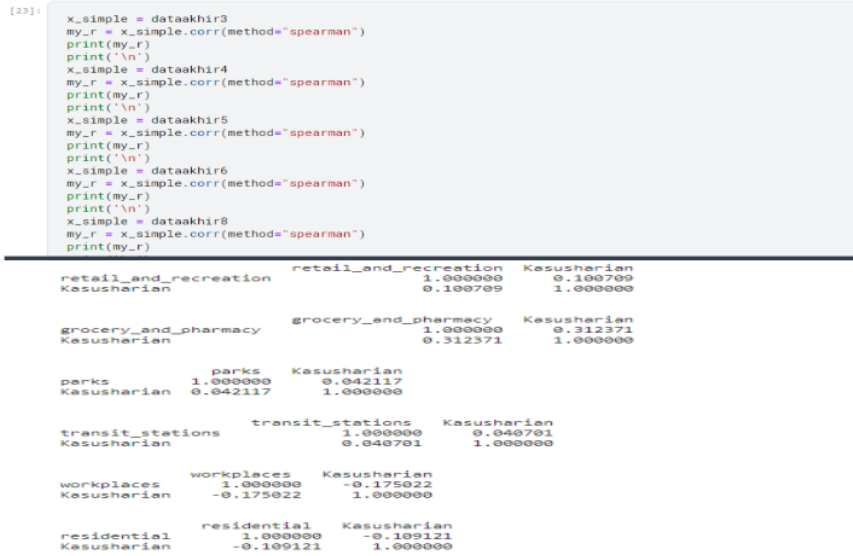 [23]:
x_simple = dataakhir3
my_r = x_simple.corr(method="spearman")
print(my_r)
print('\n')
x_simple = dataakhir4
my_r = x_simple.corr(method="spearman")
print(my_r)
print('\n')
x_simple = dataakhir5
my_r = x_simple.corr(method="spearman")
print(my_r)
print('\n')
x_simple = dataakhir6
my_r = x_simple.corr(method="spearman")
print(my_r)
print('\n')
x_simple = dataakhir8
my_r = x_simple.corr(method="spearman")
print(my_r)
retail_and_recreation Kasusharian
retail_and_recreation 1.000000 0.100709
Kasusharian 0.100709 1.000000
grocery_and_pharmacy Kasusharian
grocery_and_pharmacy 1.000000 0.312371
Kasusharian 0.312371 1.000000
parks Kasusharian
parks 1.000000 0.042117
Kasusharian 0.042117 1.000000
transit_stations Kasusharian
transit_stations 1.000000 0.040701
Kasusharian 0.040701 1.000000
workplaces Kasusharian
workplaces 1.000000 -0.175022
Kasusharian -0.175022 1.000000
residential Kasusharian
residential 1.000000 -0.109121
Kasusharian -0.109121 1.000000